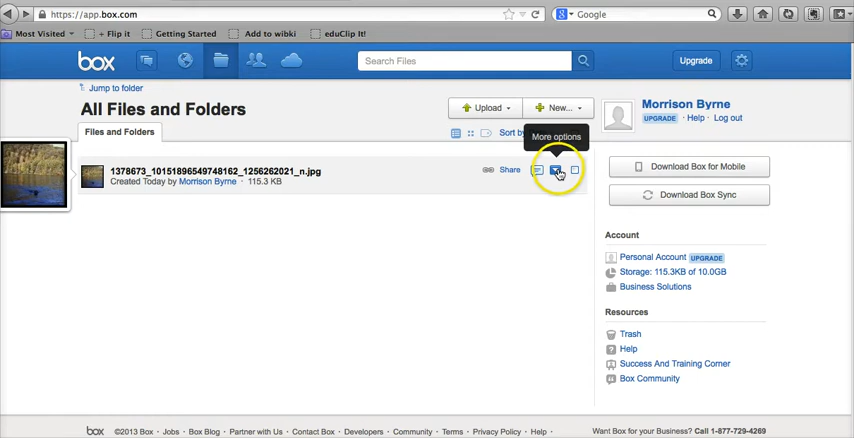 https://app.box.com
Google
Most Visited
+ Flip it
Getting Started
Add to wibki
eduClip It!
box
Search Files
Upgrade
Jump to folder
All Files and Folders
Upload
New...
Morrison Byrne
UPGRADE · Help · Log out
Files and Folders
More options
Sort by
1378673_10151896549748162_1256262021_n.jpg
Created Today by Morrison Byrne · 115.3 KB
Share
Download Box for Mobile
Download Box Sync
Account
Personal Account UPGRADE
Storage: 115.3KB of 10.0GB
Business Solutions
Resources
Trash
Help
Success And Training Corner
Box Community
box ©2013 Box · Jobs · Box Blog · Partner with Us · Contact Box · Developers · Community · Terms · Privacy Policy · Help ·
Want Box for your Business? Call 1-877-729-4269